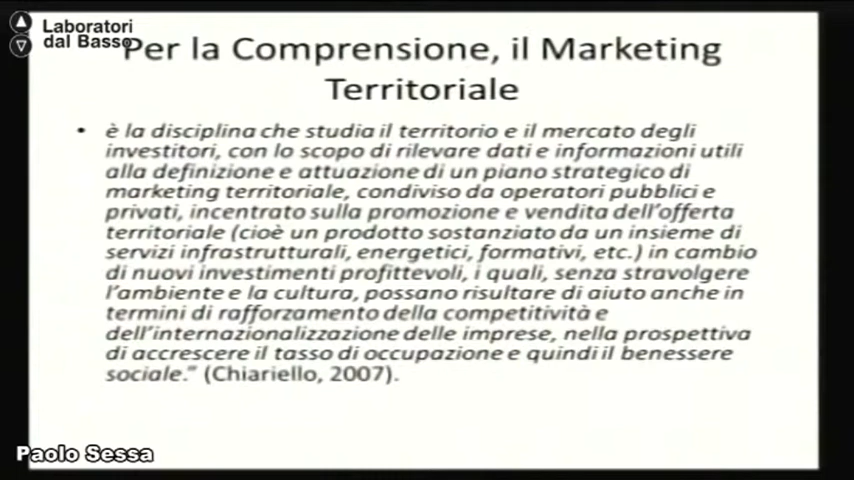 Laboratori
dal Basso
Per la Comprensione, il Marketing
Territoriale
• è la disciplina che studia il territorio e il mercato degli
investitori, con lo scopo di rilevare dati e informazioni utili
alla definizione e attuazione di un piano strategico di
marketing territoriale, condiviso da operatori pubblici e
privati, incentrato sulla promozione e vendita dell'offerta
territoriale (cioè un prodotto sostanziato da un insieme di
servizi infrastrutturali, energetici, formativi, etc.) in cambio
di nuovi investimenti profittevoli, i quali, senza stravolgere
l'ambiente e la cultura, possano risultare di aiuto anche in
termini di rafforzamento della competitività e
dell'internazionalizzazione delle imprese, nella prospettiva
di accrescere il tasso di occupazione e quindi il benessere
sociale." (Chiariello, 2007).
Paolo Sessa